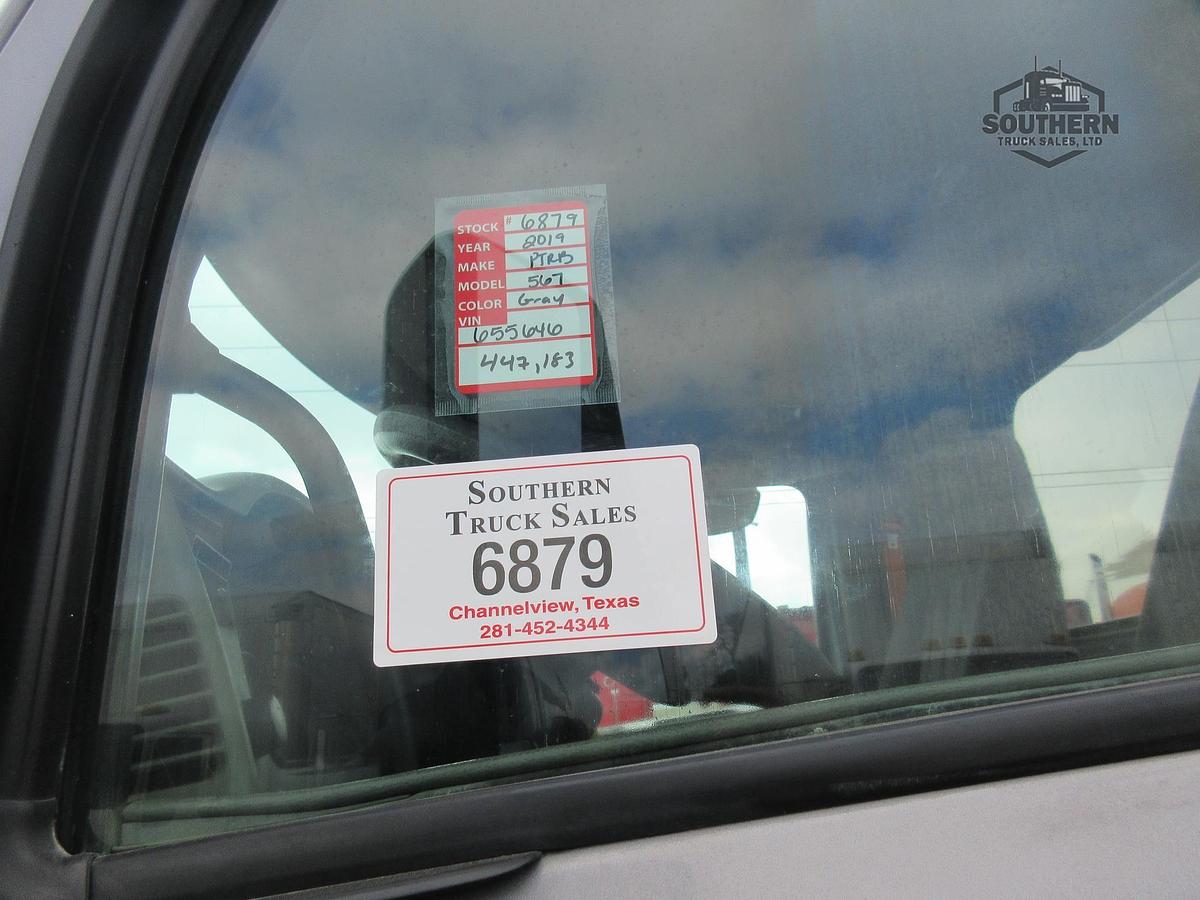 SOUTHERN
TRUCK SALES, LTD
STOCK # 6879
YEAR 2019
MAKE PTRB
MODEL 567
COLOR Gray
VIN
655646
447,183
SOUTHERN
TRUCK SALES
6879
Channelview, Texas
281-452-4344